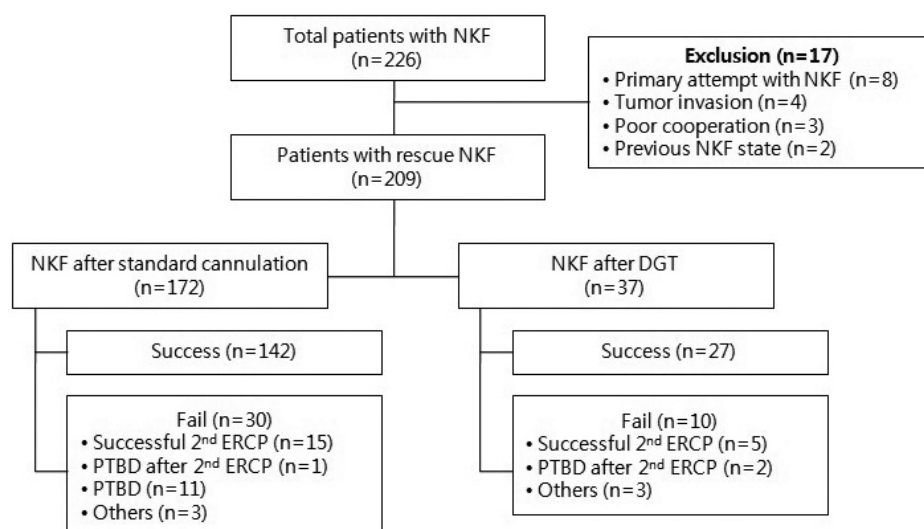 Total patients with NKF
(n=226)
Exclusion (n=17)
• Primary attempt with NKF (n=8)
• Tumor invasion (n=4)
• Poor cooperation (n=3)
• Previous NKF state (n=2)
Patients with rescue NKF
(n=209)
NKF after standard cannulation
(n=172)
Success (n=142)
Fail (n=30)
• Successful 2nd ERCP (n=15)
• PTBD after 2nd ERCP (n=1)
• PTBD (n=11)
• Others (n=3)
NKF after DGT
(n=37)
Success (n=27)
Fail (n=10)
• Successful 2nd ERCP (n=5)
• PTBD after 2nd ERCP (n=2)
• Others (n=3)